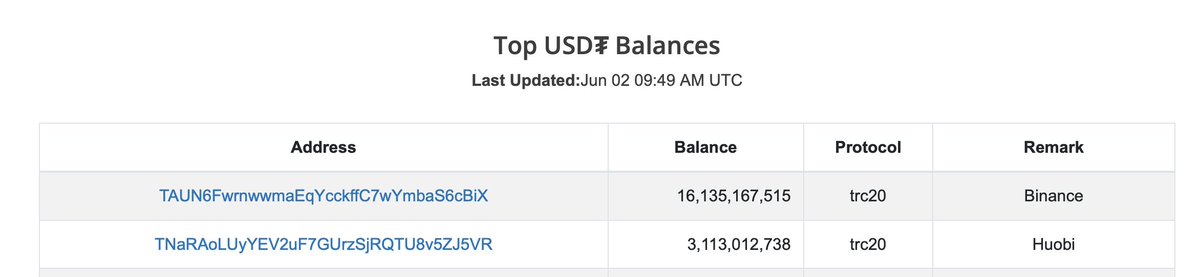 Top USD₮ Balances
Last Updated:Jun 02 09:49 AM UTC
Address Balance Protocol Remark
TAUN6FwrnwwmaEqYcckffC7wYmbaS6cBiX 16,135,167,515 trc20 Binance
TNaRAoLUyYEV2uF7GUrzSjRQTU8v5ZJ5VR 3,113,012,738 trc20 Huobi